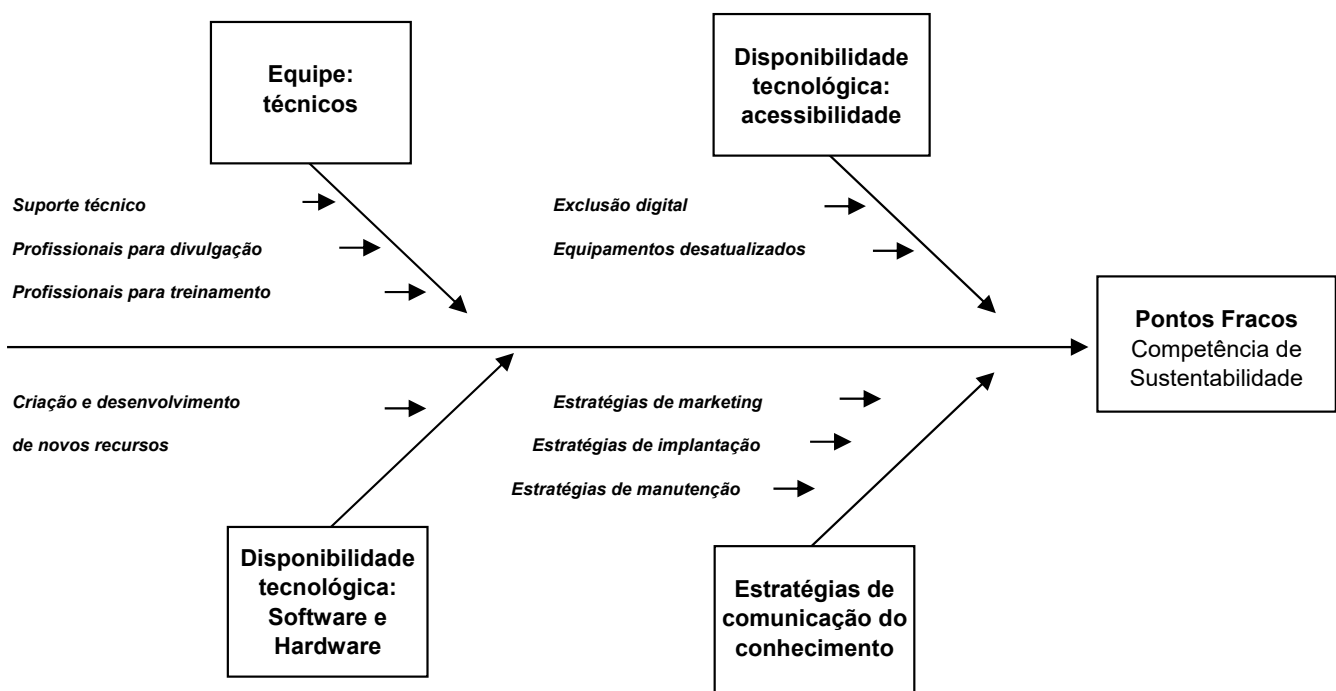 Equipe:
técnicos
Disponibilidade
tecnológica:
acessibilidade
Suporte técnico
Profissionais para divulgação
Profissionais para treinamento
Exclusão digital
Equipamentos desatualizados
Pontos Fracos
Competência de
Sustentabilidade
Criação e desenvolvimento
de novos recursos
Estratégias de marketing
Estratégias de implantação
Estratégias de manutenção
Disponibilidade
tecnológica:
Software e
Hardware
Estratégias de
comunicação do
conhecimento